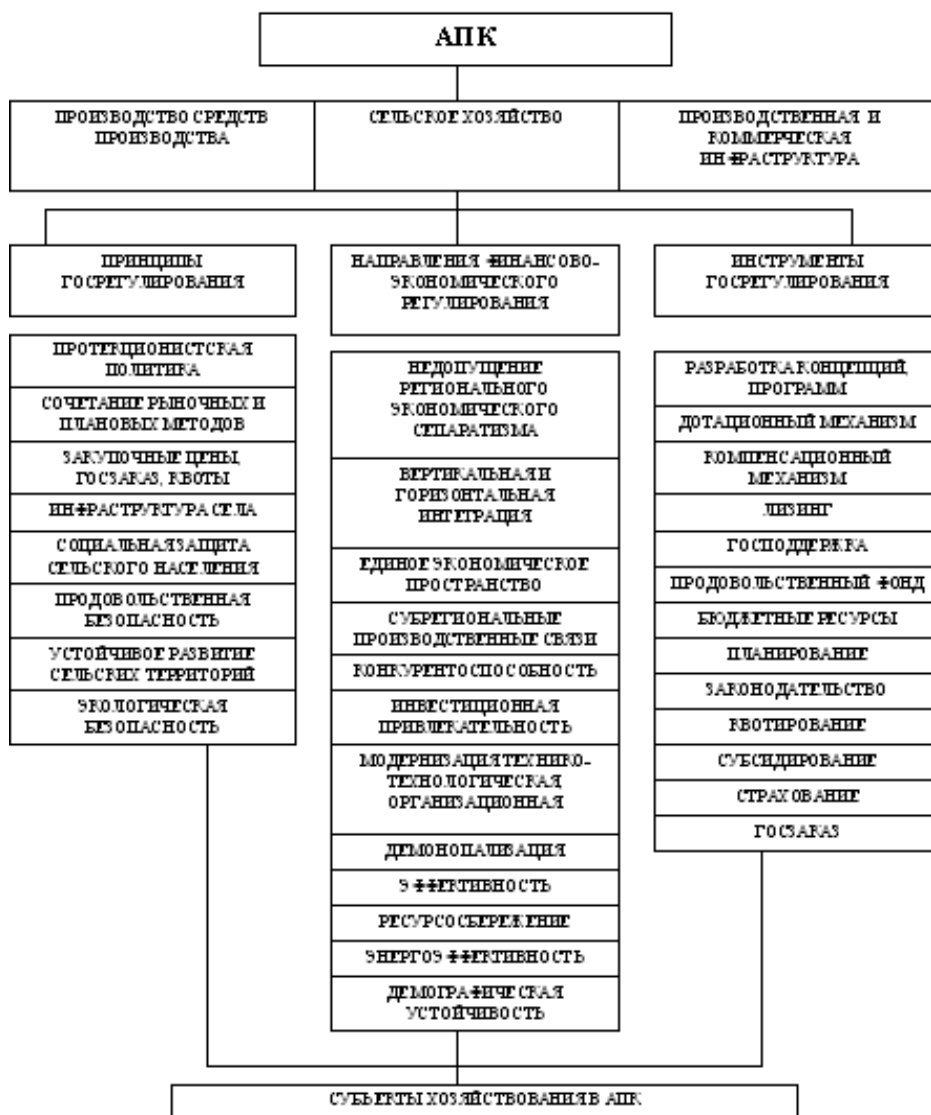 АПК
ПРОИЗВОДСТВО СРЕДСТВ
ПРОИЗВОДСТВА
СЕЛЬСКОЕ ХОЗЯЙСТВО
ПРОИЗВОДСТВЕННАЯ И
КОММЕРЧЕСКАЯ
ИНФРАСТРУКТУРА
ПРИНЦИПЫ
ГОСРЕГУЛИРОВАНИЯ
НАПРАВЛЕНИЯ ФИНАНСОВО-
ЭКОНОМИЧЕСКОГО
РЕГУЛИРОВАНИЯ
ИНСТРУМЕНТЫ
ГОСРЕГУЛИРОВАНИЯ
ПРОТЕКЦИОНИСТСКАЯ
ПОЛИТИКА
СОЧЕТАНИЕ РЫНОЧНЫХ И
ПЛАНОВЫХ МЕТОДОВ
ЗАКУПОЧНЫЕ ЦЕНЫ,
ГОСЗАКАЗ, КВОТЫ
ИНФРАСТРУКТУРА СЕЛА
СОЦИАЛЬНАЯ ЗАЩИТА
СЕЛЬСКОГО НАСЕЛЕНИЯ
ПРОДОВОЛЬСТВЕННАЯ
БЕЗОПАСНОСТЬ
УСТОЙЧИВОЕ РАЗВИТИЕ
СЕЛЬСКИХ ТЕРРИТОРИЙ
ЭКОЛОГИЧЕСКАЯ
БЕЗОПАСНОСТЬ
НЕДОПУЩЕНИЕ
РЕГИОНАЛЬНОГО
ЭКОНОМИЧЕСКОГО
СЕПАРАТИЗМА
ВЕРТИКАЛЬНАЯ И
ГОРИЗОНТАЛЬНАЯ
ИНТЕГРАЦИЯ
ЕДИНОЕ ЭКОНОМИЧЕСКОЕ
ПРОСТРАНСТВО
СУБРЕГИОНАЛЬНЫЕ
ПРОИЗВОДСТВЕННЫЕ СВЯЗИ
КОНКУРЕНТОСПОСОБНОСТЬ
ИНВЕСТИЦИОННАЯ
ПРИВЛЕКАТЕЛЬНОСТЬ
МОДЕРНИЗАЦИЯ ТЕХНИКО-
ТЕХНОЛОГИЧЕСКАЯ,
ОРГАНИЗАЦИОННАЯ
ДЕМОНОПАЛИЗАЦИЯ
ЭФФЕКТИВНОСТЬ
РЕСУРСОСБЕРЕЖЕНИЕ
ЭНЕРГОЭФФЕКТИВНОСТЬ
ДЕМОГРАФИЧЕСКАЯ
УСТОЙЧИВОСТЬ
РАЗРАБОТКА КОНЦЕПЦИЙ,
ПРОГРАММ
ДОТАЦИОННЫЙ МЕХАНИЗМ
КОМПЕНСАЦИОННЫЙ
МЕХАНИЗМ
ЛИЗИНГ
ГОСПОДДЕРЖКА
ПРОДОВОЛЬСТВЕННЫЙ ФОНД
БЮДЖЕТНЫЕ РЕСУРСЫ
ПЛАНИРОВАНИЕ
ЗАКОНОДАТЕЛЬСТВО
КВОТИРОВАНИЕ
СУБСИДИРОВАНИЕ
СТРАХОВАНИЕ
ГОСЗАКАЗ
СУБЪЕКТЫ ХОЗЯЙСТВОВАНИЯ В АПК